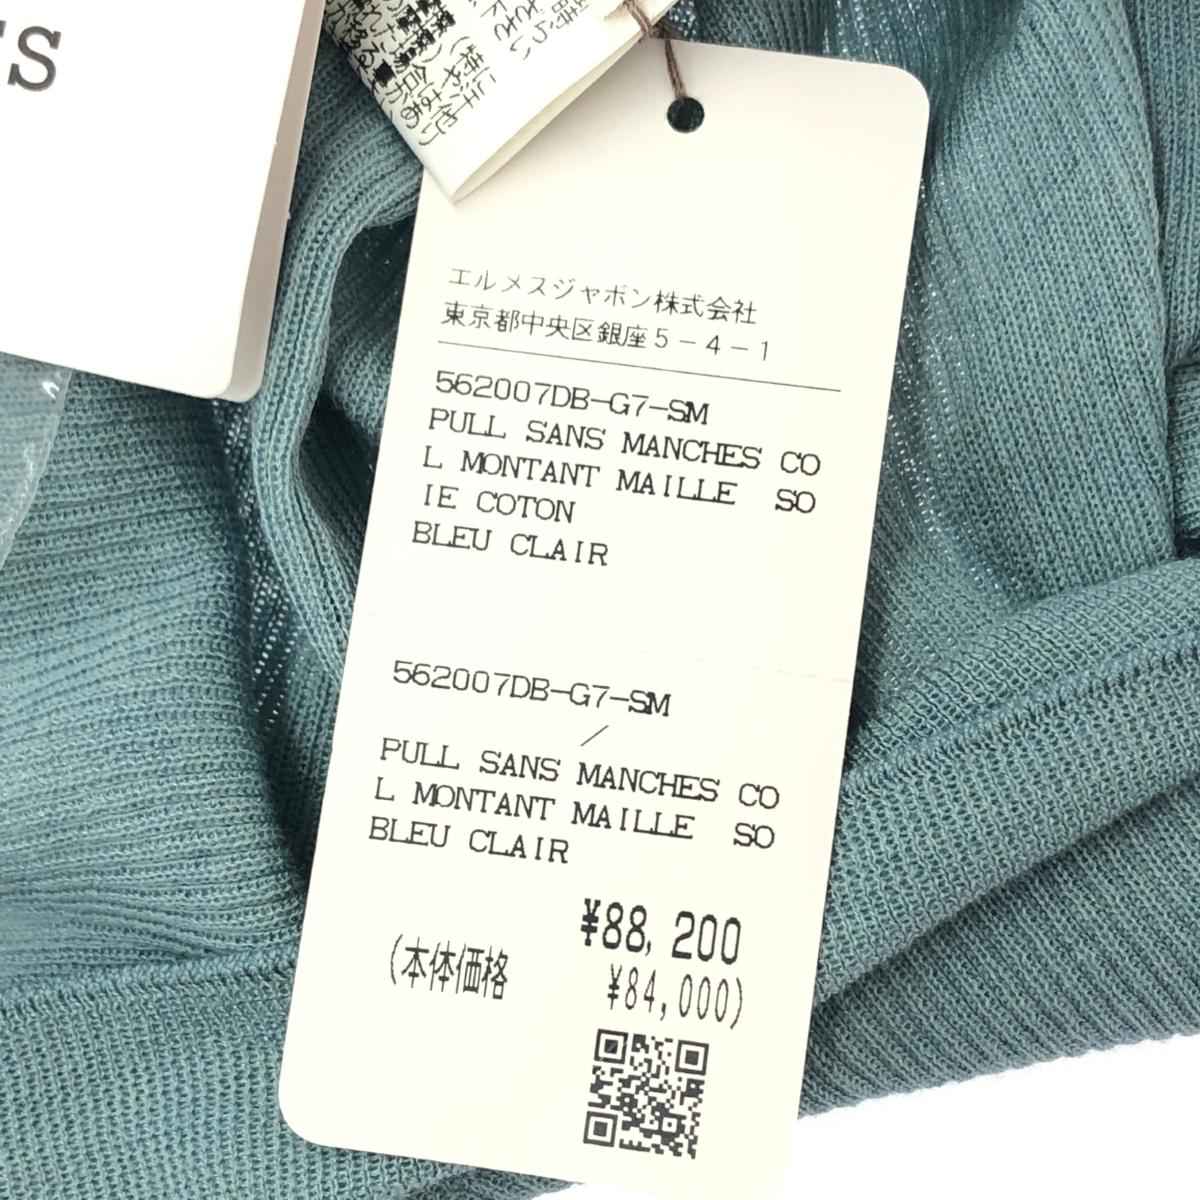 エルメスジャポン株式会社
東京都中央区銀座5-4-1
562007DB-G7-SM
PULL SANS MANCHES CO
L MONTANT MAILLE SO
IE COTON
BLEU CLAIR
562007DB-G7-SM
/
PULL SANS MANCHES CO
L MONTANT MAILLE SO
BLEU CLAIR
¥88,200
(本体価格 ¥84,000)